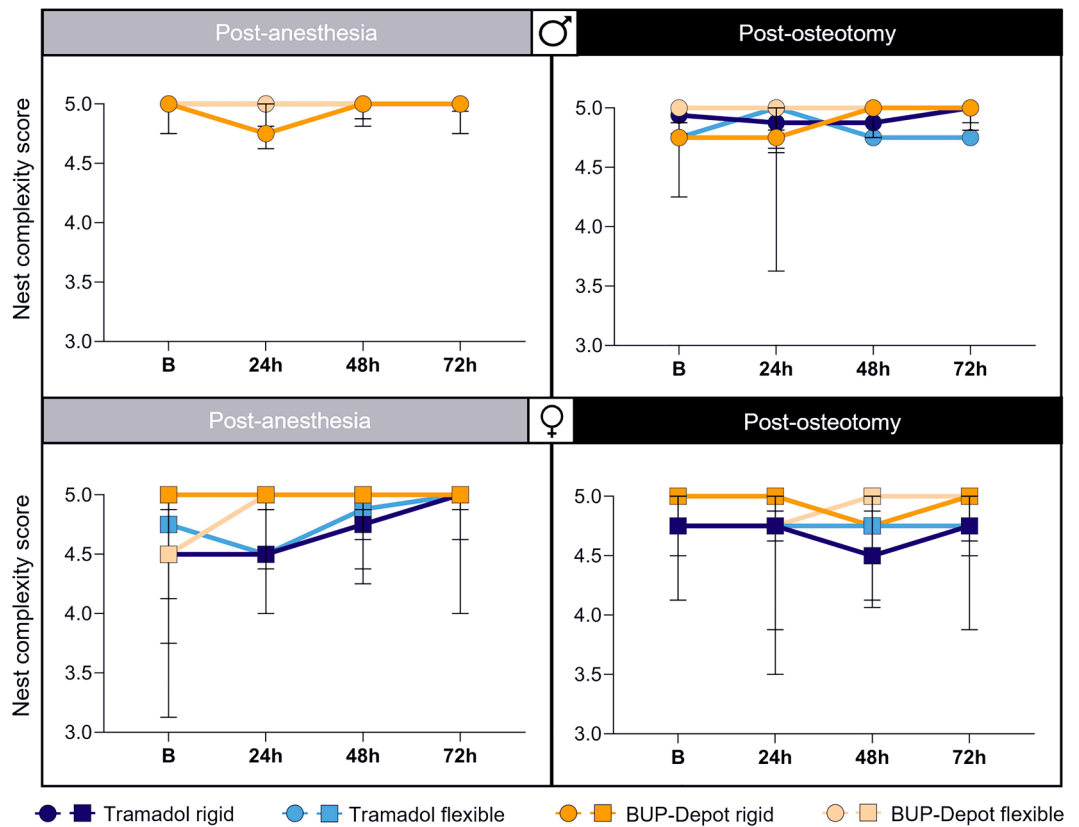 Post-anesthesia ♂ Post-osteotomy
Nest complexity score
5.0 5.0
4.5 4.5
4.0 4.0
3.5 3.5
3.0 3.0
B 24h 48h 72h B 24h 48h 72h
Post-anesthesia ♀ Post-osteotomy
Nest complexity score
5.0 5.0
4.5 4.5
4.0 4.0
3.5 3.5
3.0 3.0
B 24h 48h 72h B 24h 48h 72h
Tramadol rigid Tramadol flexible BUP-Depot rigid BUP-Depot flexible